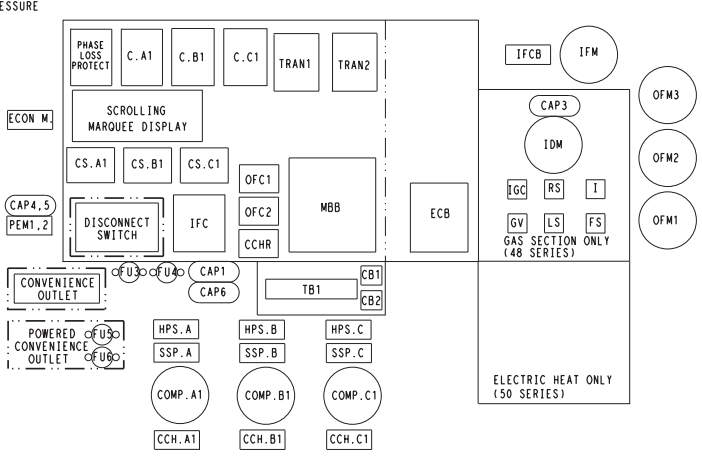 ESSURE
PHASE
LOSS
PROTECT
C.A1
C.B1
C.C1
TRAN1
TRAN2
IFCB
IFM
OFM3
SCROLLING
MARQUEE DISPLAY
ECON M.
CAP3
IDM
OFM2
CS.A1
CS.B1
CS.C1
OFC1
IGC
RS
I
CAP4,5
PEM1,2
DISCONNECT
SWITCH
IFC
OFC2
MBB
ECB
GV
LS
FS
OFM1
CCHR
GAS SECTION ONLY
(48 SERIES)
FU3
FU4
CAP1
CB1
CONVENIENCE
OUTLET
CAP6
TB1
CB2
POWERED
CONVENIENCE
OUTLET
FU5
FU6
HPS.A
HPS.B
HPS.C
SSP.A
SSP.B
SSP.C
COMP.A1
COMP.B1
COMP.C1
ELECTRIC HEAT ONLY
(50 SERIES)
CCH.A1
CCH.B1
CCH.C1